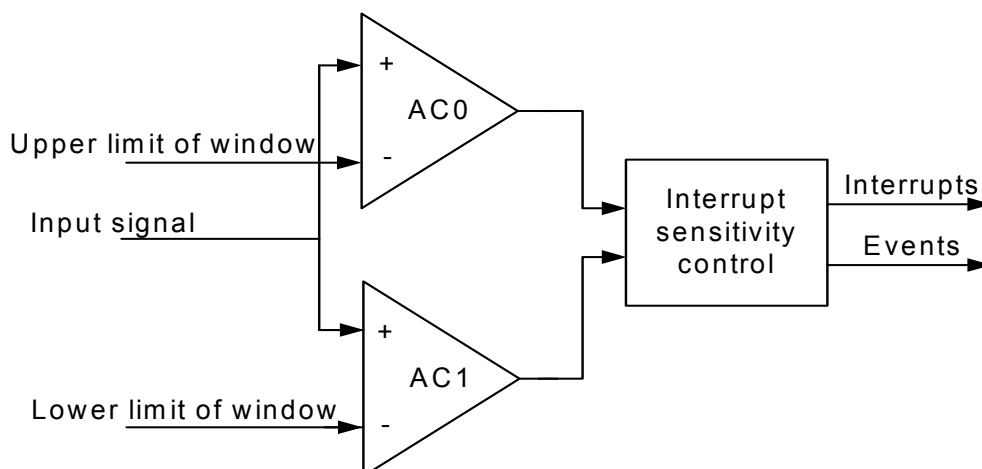 +
AC0
Upper limit of window
-
Input signal
Interrupt
sensitivity
control
Interrupts
Events
+
AC1
Lower limit of window
-